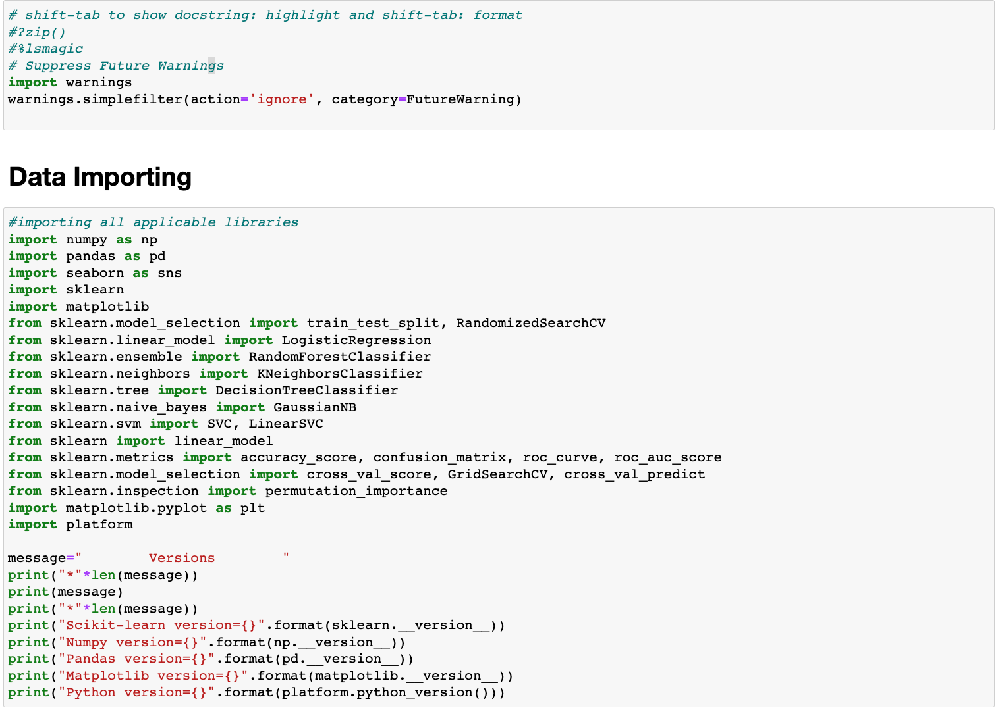 # shift-tab to show docstring: highlight and shift-tab: format
#?zip()
#%lsmagic
# Suppress Future Warnings
import warnings
warnings.simplefilter(action='ignore', category=FutureWarning)
Data Importing
#importing all applicable libraries
import numpy as np
import pandas as pd
import seaborn as sns
import sklearn
import matplotlib
from sklearn.model_selection import train_test_split, RandomizedSearchCV
from sklearn.linear_model import LogisticRegression
from sklearn.ensemble import RandomForestClassifier
from sklearn.neighbors import KNeighborsClassifier
from sklearn.tree import DecisionTreeClassifier
from sklearn.naive_bayes import GaussianNB
from sklearn.svm import SVC, LinearSVC
from sklearn import linear_model
from sklearn.metrics import accuracy_score, confusion_matrix, roc_curve, roc_auc_score
from sklearn.model_selection import cross_val_score, GridSearchCV, cross_val_predict
from sklearn.inspection import permutation_importance
import matplotlib.pyplot as plt
import platform
message="        Versions        "
print("*"*len(message))
print(message)
print("*"*len(message))
print("Scikit-learn version={}".format(sklearn.__version__))
print("Numpy version={}".format(np.__version__))
print("Pandas version={}".format(pd.__version__))
print("Matplotlib version={}".format(matplotlib.__version__))
print("Python version={}".format(platform.python_version()))